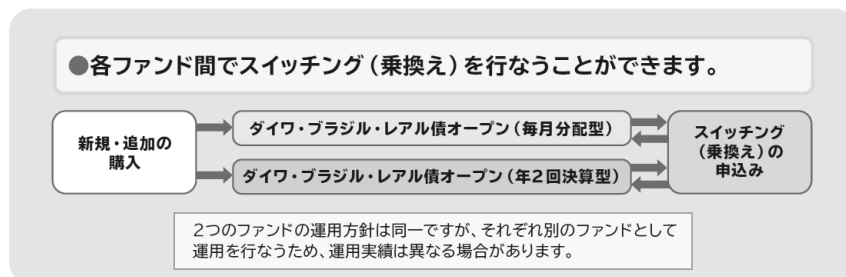 ●各ファンド間でスイッチング（乗換え）を行なうことができます。
新規・追加の
購入
ダイワ・ブラジル・レアル債オープン（毎月分配型）
ダイワ・ブラジル・レアル債オープン（年２回決算型）
スイッチング
（乗換え）の
申込み
２つのファンドの運用方針は同一ですが、それぞれ別のファンドとして
運用を行なうため、運用実績は異なる場合があります。